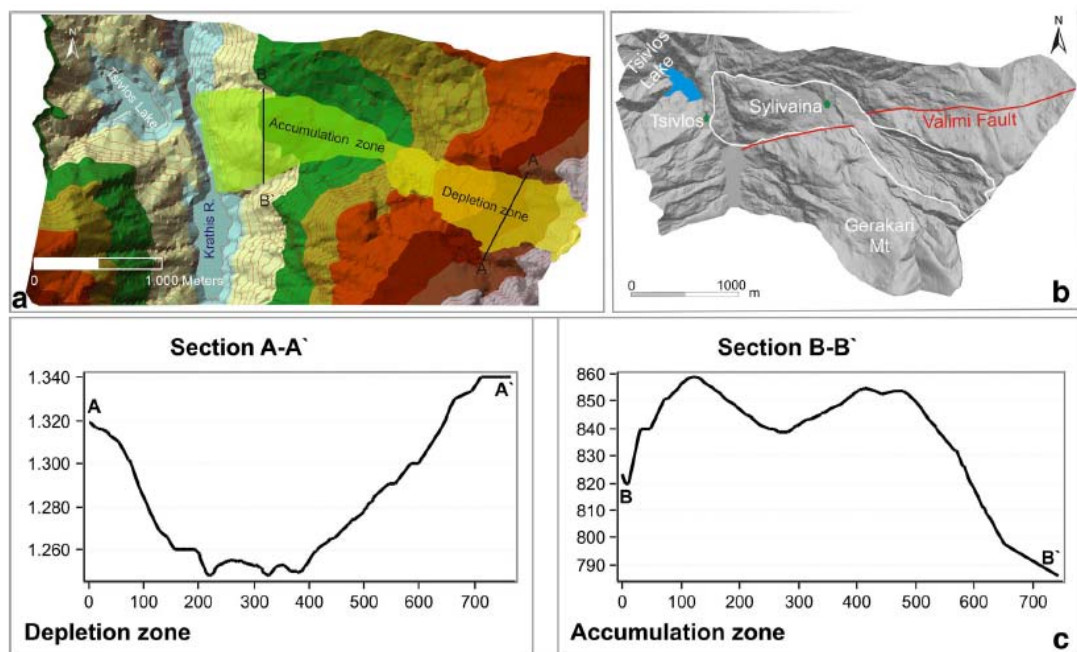 N
B
Tsivlos Lake
Accumulation zone
A
B`
Depletion zone
Krathis R.
A`
0
1.000 Meters
a
N
Tsivlos
Lake
Sylivaina
Tsivlos
Valimi Fault
Gerakari
Mt
0
1000
m
b
Section A-A`
1.340
1.320
1.300
1.280
1.260
A
A`
0
100
200
300
400
500
600
700
Depletion zone
Section B-B`
860
850
840
820
800
790
B
B`
0
100
200
300
400
500
600
700
Accumulation zone
c